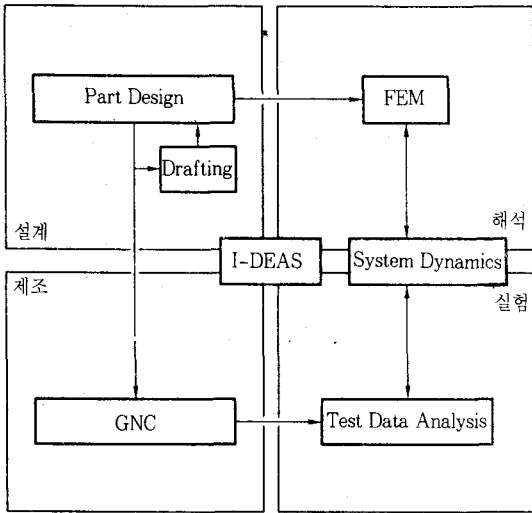 Part Design
FEM
Drafting
설계
해석
I-DEAS
System Dynamics
제조
실험
GNC
Test Data Analysis